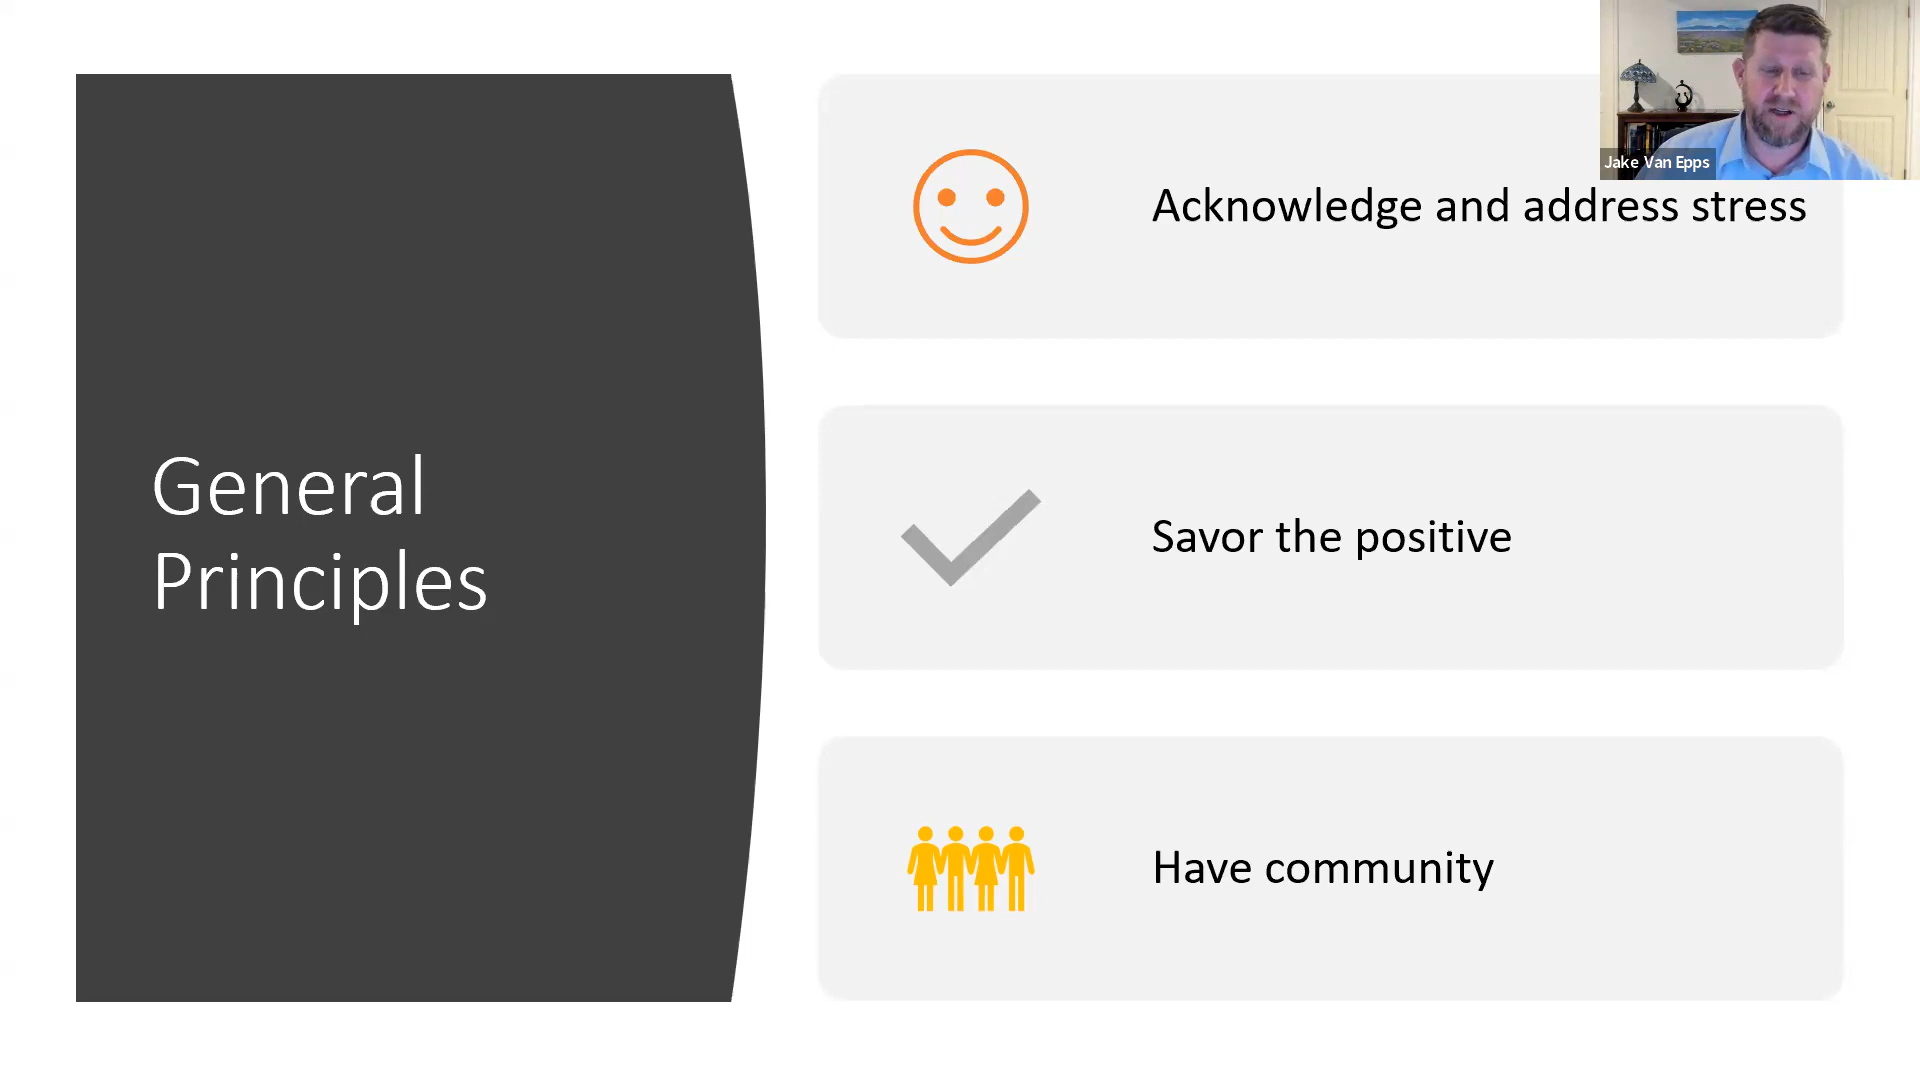 General
Principles
Acknowledge and address stress
Savor the positive
Have community
Jake Van Epps